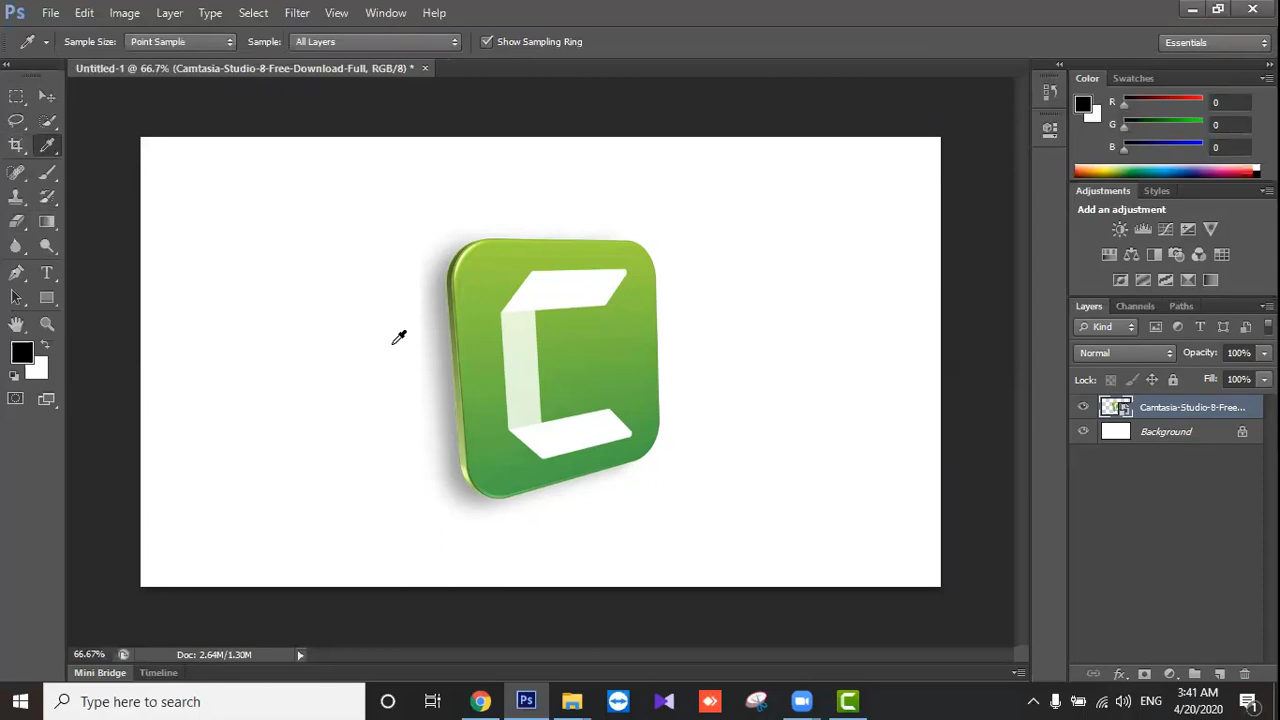 Ps File Edit Image Layer Type Select Filter View Window Help
Sample Size: Point Sample Sample: All Layers Show Sampling Ring Essentials
Untitled-1 @ 66.7% (Camtasia-Studio-8-Free-Download-Full, RGB/8) *
Color Swatches
R 0
G 0
B 0
Adjustments Styles
Add an adjustment
Layers Channels Paths
Kind
Normal Opacity: 100%
Lock: Fill: 100%
Camtasia-Studio-8-Free...
Background
66.67% Doc: 2.64M/1.30M
Mini Bridge Timeline
Type here to search Ps ENG 3:41 AM
4/20/2020 1